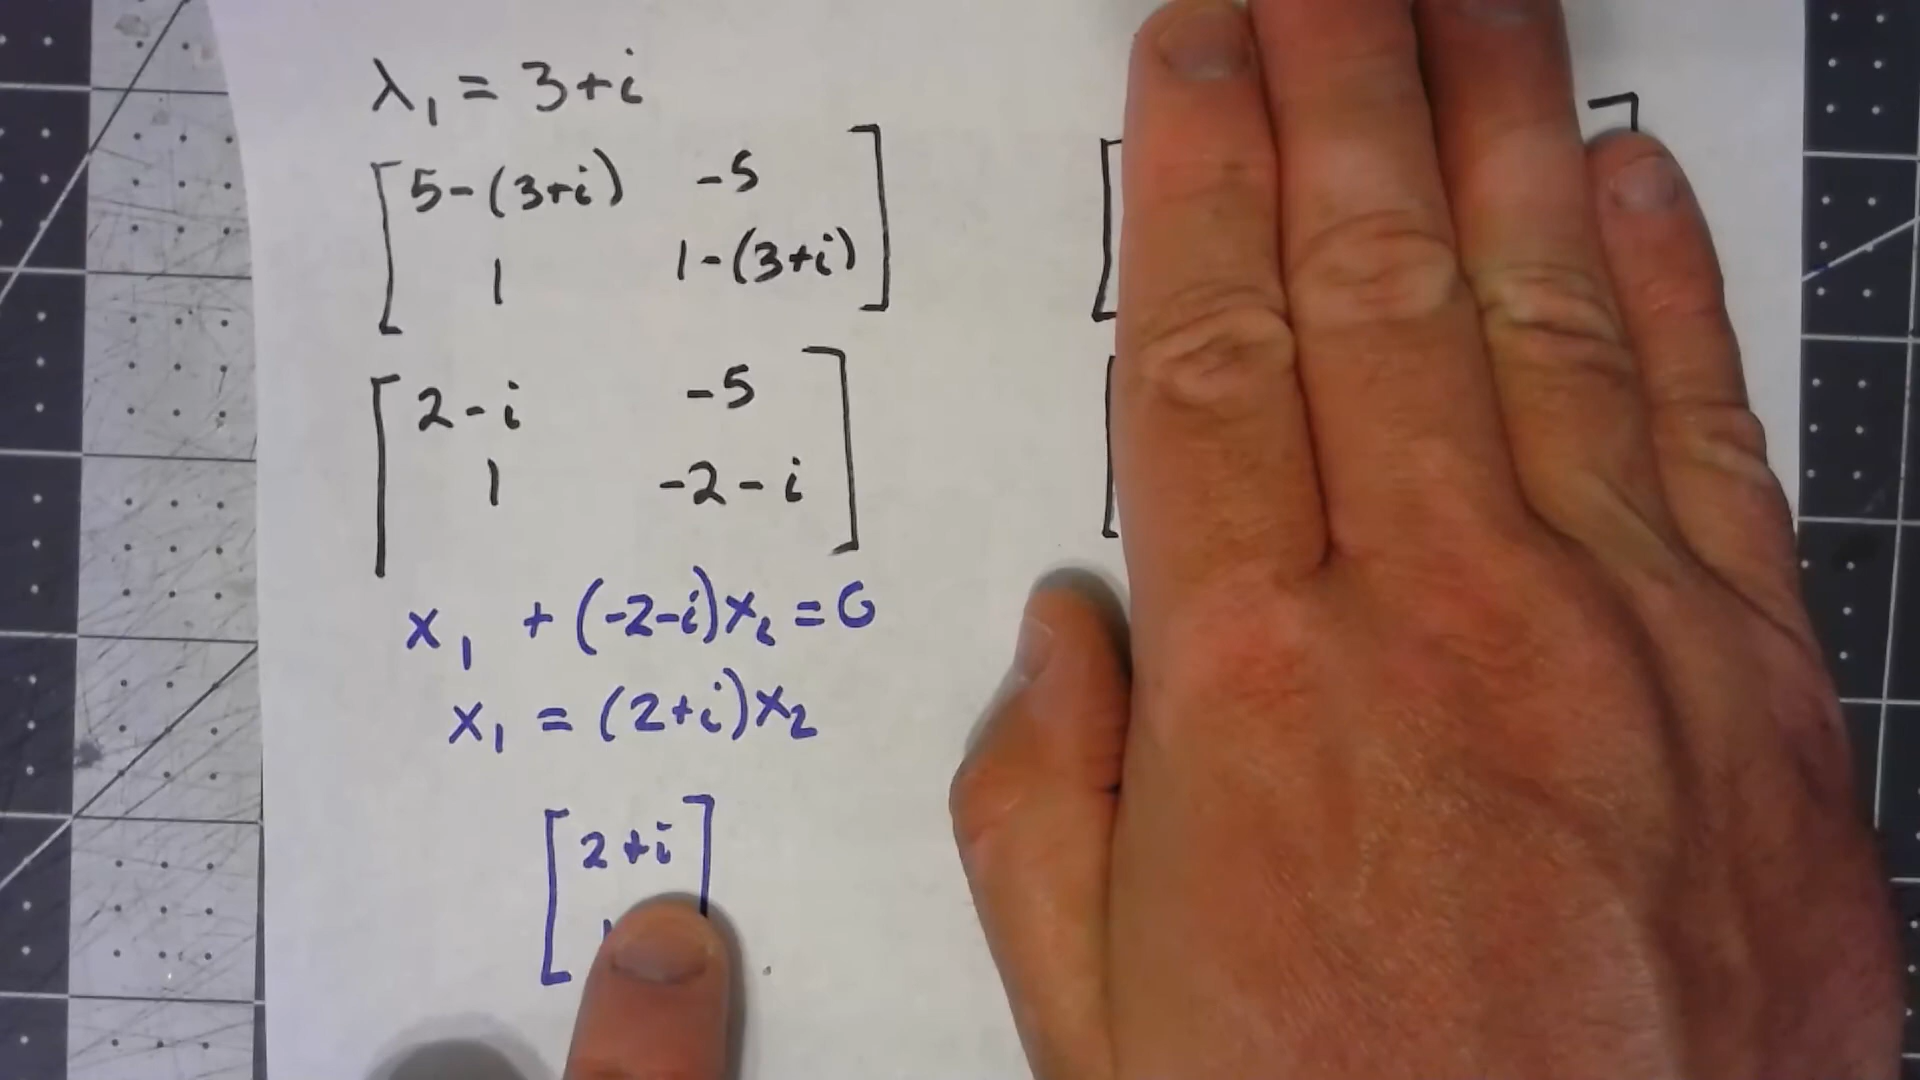 λ₁ = 3+i
[5-(3+i) -5
1 1-(3+i)]
[2-i -5
1 -2-i]
x₁ + (-2-i)x₂ = 0
x₁ = (2+i)x₂
[2+i]